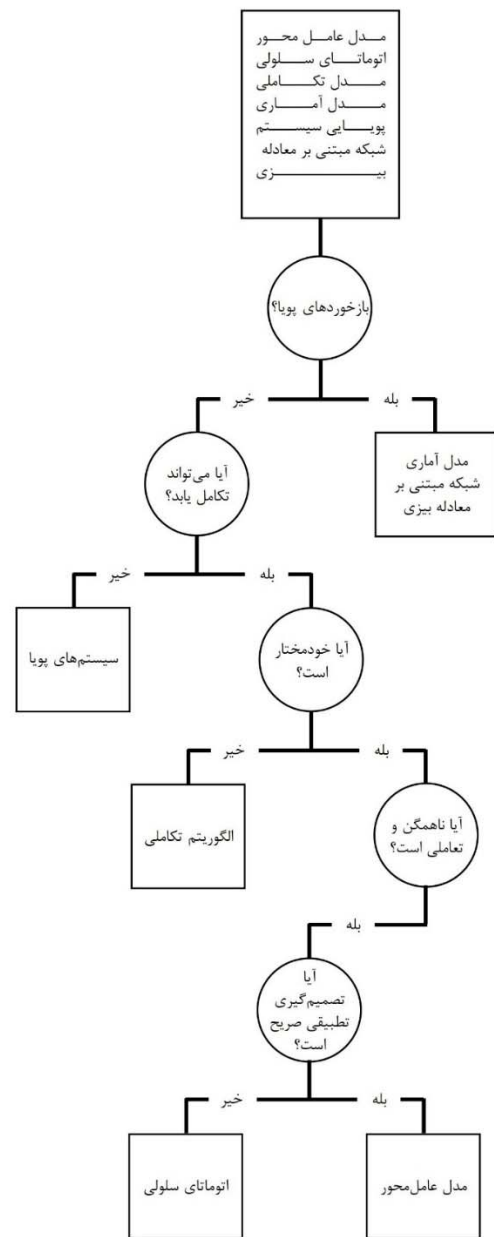 مدل عامل محور
اتوماتای سلولی
مدل تکاملی
مدل آماری
پویایی سیستم
شبکه مبتنی بر معادله
بیزی
بازخوردهای پویا؟
بله
خیر
مدل آماری
شبکه مبتنی بر
معادله بیزی
آیا می‌تواند
تکامل یابد؟
بله
خیر
سیستم‌های پویا
آیا خودمختار
است؟
بله
خیر
الگوریتم تکاملی
آیا ناهمگن و
تعاملی است؟
بله
آیا
تصمیم‌گیری
تطبیقی صریح
است؟
بله
خیر
مدل عامل‌محور
اتوماتای سلولی